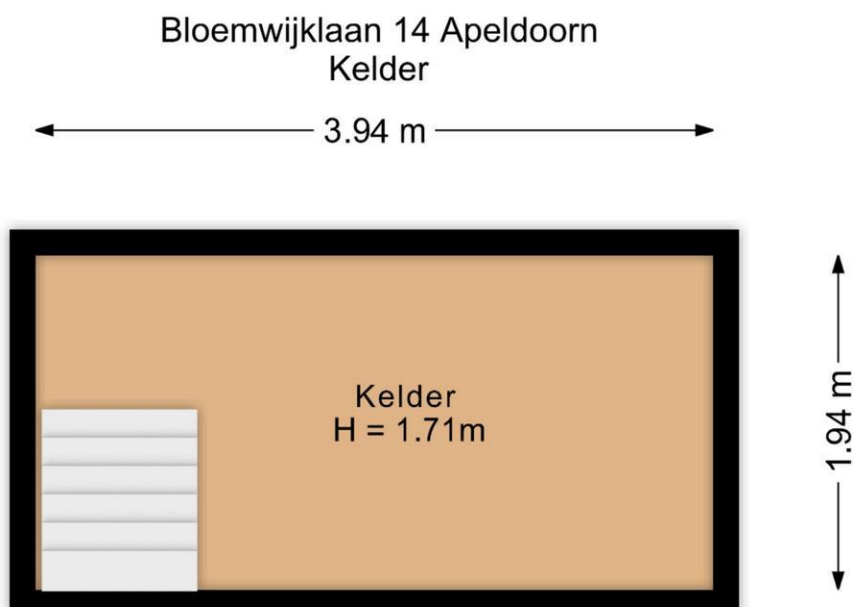 Bloemwijklaan 14 Apeldoorn
Kelder
3.94 m
Kelder
H = 1.71m
1.94 m